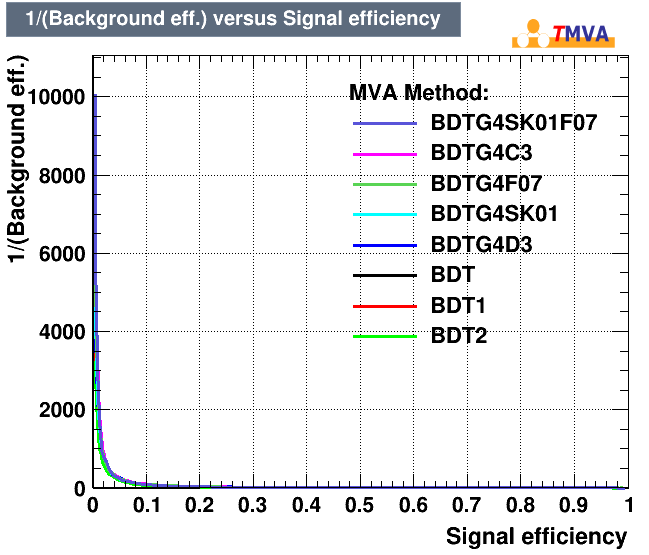 1/(Background eff.) versus Signal efficiency
TMVA
1/(Background eff.)
10000
8000
6000
4000
2000
0
MVA Method:
BDTG4SK01F07
BDTG4C3
BDTG4F07
BDTG4SK01
BDTG4D3
BDT
BDT1
BDT2
0 0.1 0.2 0.3 0.4 0.5 0.6 0.7 0.8 0.9 1
Signal efficiency